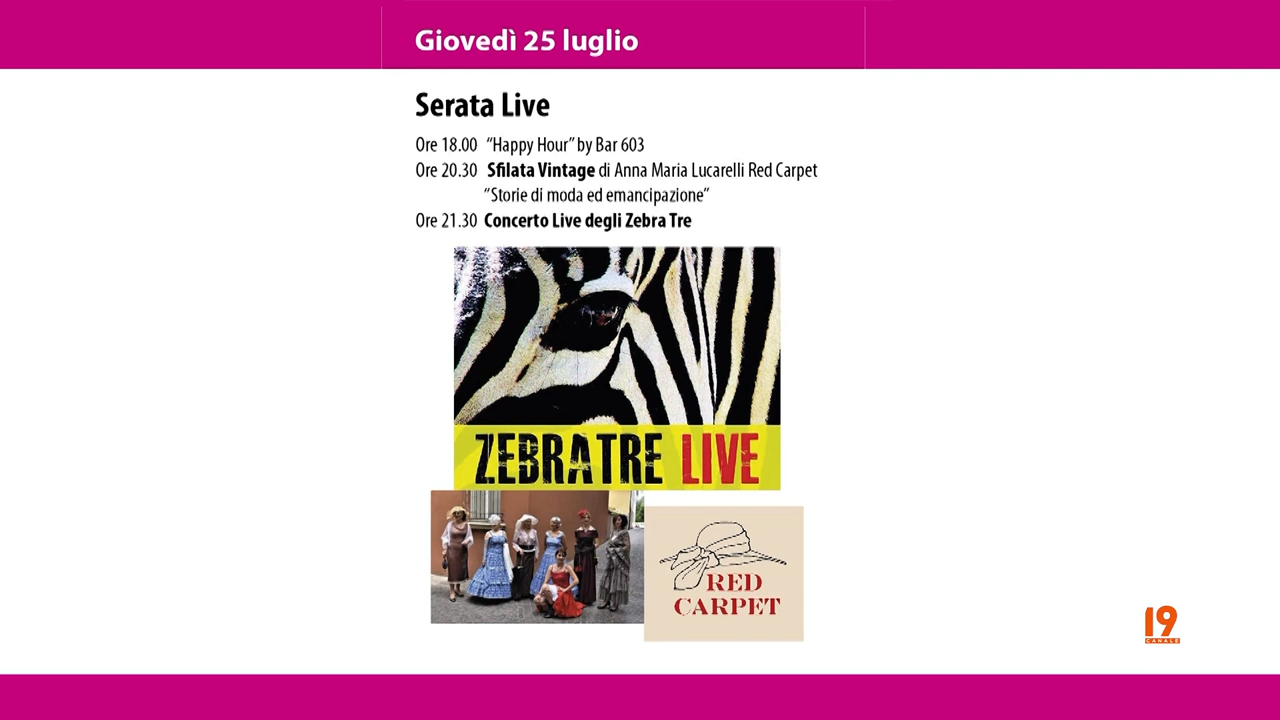 Giovedì 25 luglio
Serata Live
Ore 18.00 “Happy Hour” by Bar 603
Ore 20.30 Sfilata Vintage di Anna Maria Lucarelli Red Carpet
“Storie di moda ed emancipazione”
Ore 21.30 Concerto Live degli Zebra Tre
ZEBRATRE LIVE
RED
CARPET
19
CANALE